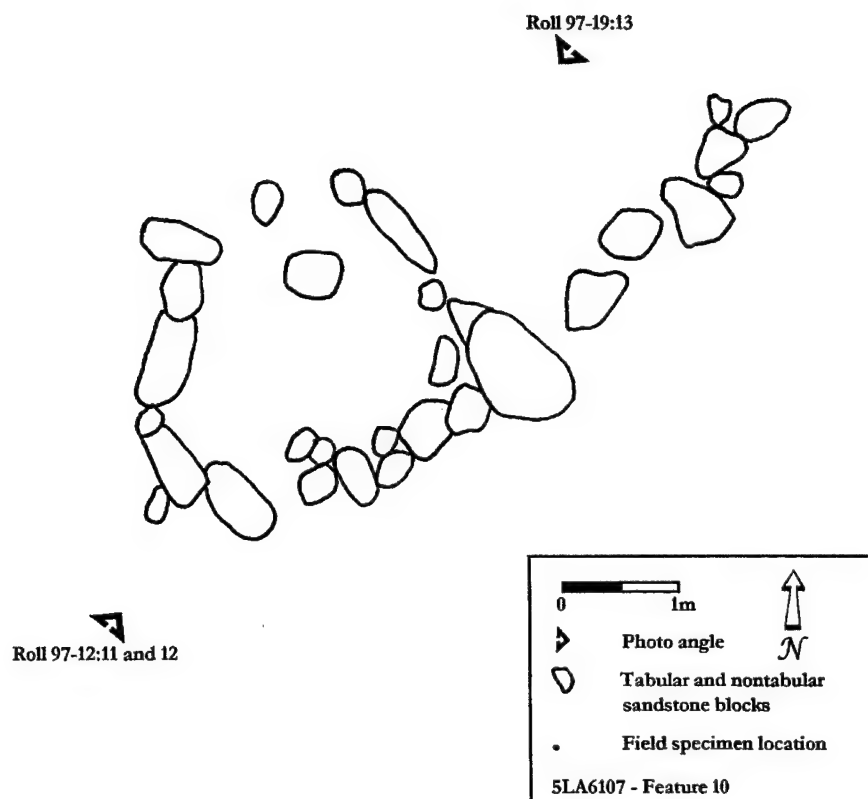 Roll 97-19:13
Roll 97-12:11 and 12
0 1m
N
Photo angle
Tabular and nontabular
sandstone blocks
Field specimen location
5LA6107 - Feature 10